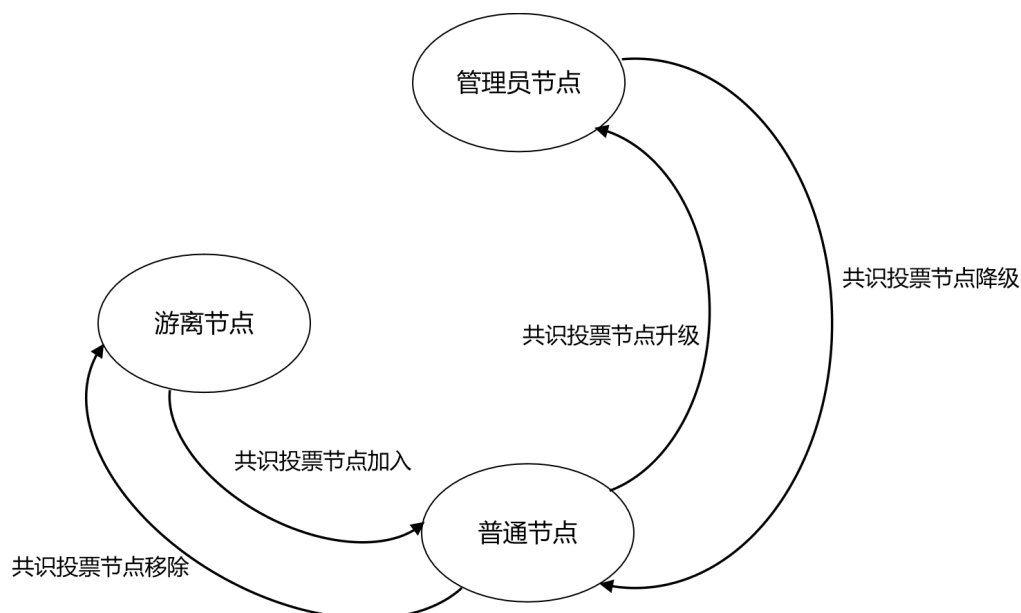 管理员节点
共识投票节点降级
游离节点
共识投票节点升级
共识投票节点加入
普通节点
共识投票节点移除